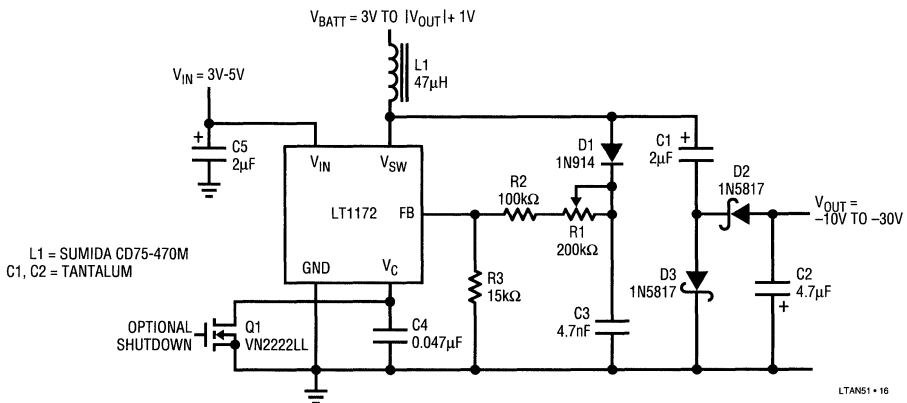 V_BATT = 3V TO |V_OUT| + 1V
L1
47μH
V_IN = 3V-5V
+
C5
2μF
V_IN
V_SW
LT1172
FB
GND
V_C
D1
1N914
C1
2μF
+
D2
1N5817
V_OUT =
–10V TO –30V
R2
100kΩ
R1
200kΩ
L1 = SUMIDA CD75-470M
C1, C2 = TANTALUM
R3
15kΩ
D3
1N5817
C2
4.7μF
+
C3
4.7nF
OPTIONAL
SHUTDOWN
Q1
VN2222LL
C4
0.047μF
LTAN51 • 16